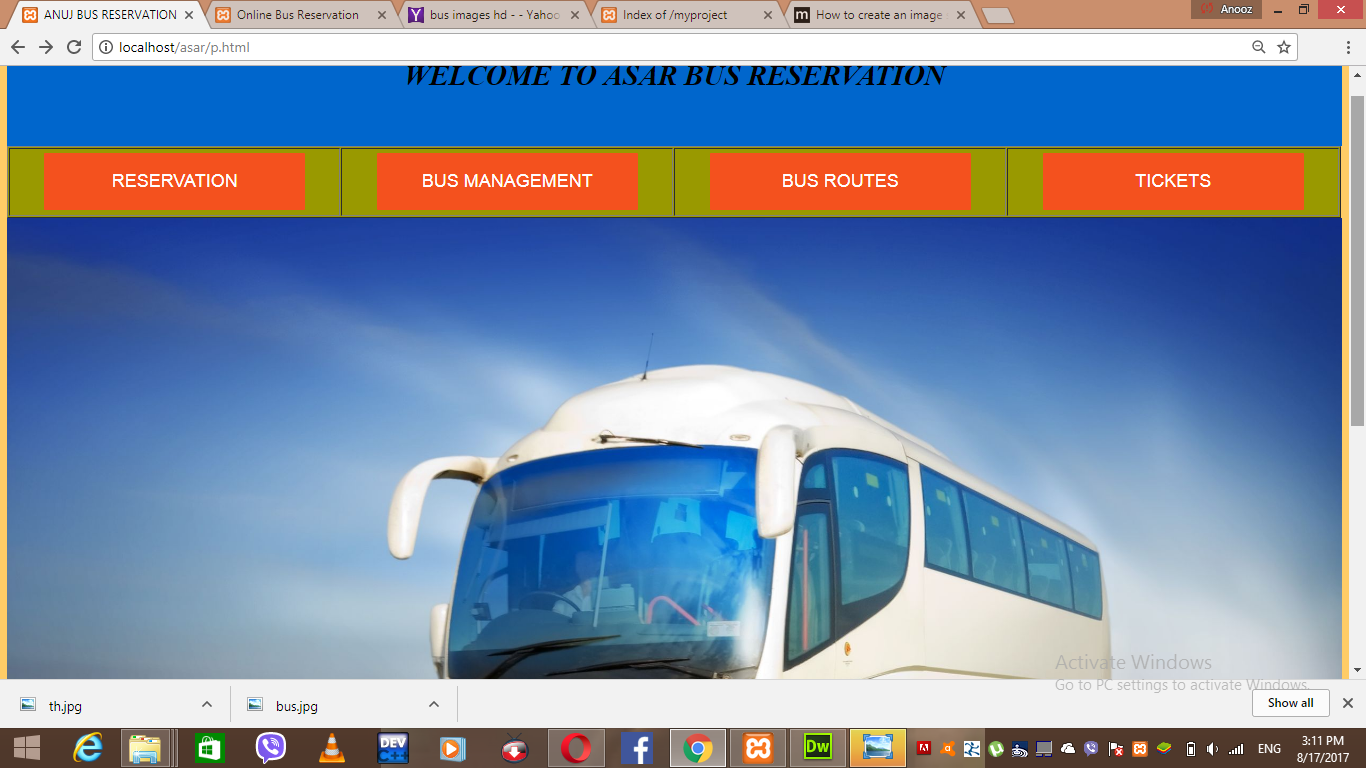 ANUJ BUS RESERVATION
Online Bus Reservation
bus images hd - - Yahoo
Index of /myproject
How to create an image
Anooz
localhost/asar/p.html
WELCOME TO ASAR BUS RESERVATION
RESERVATION
BUS MANAGEMENT
BUS ROUTES
TICKETS
Activate Windows
Go to PC settings to activate Windows.
th.jpg
bus.jpg
Show all
DEV
C++
Dw
ENG
3:11 PM
8/17/2017